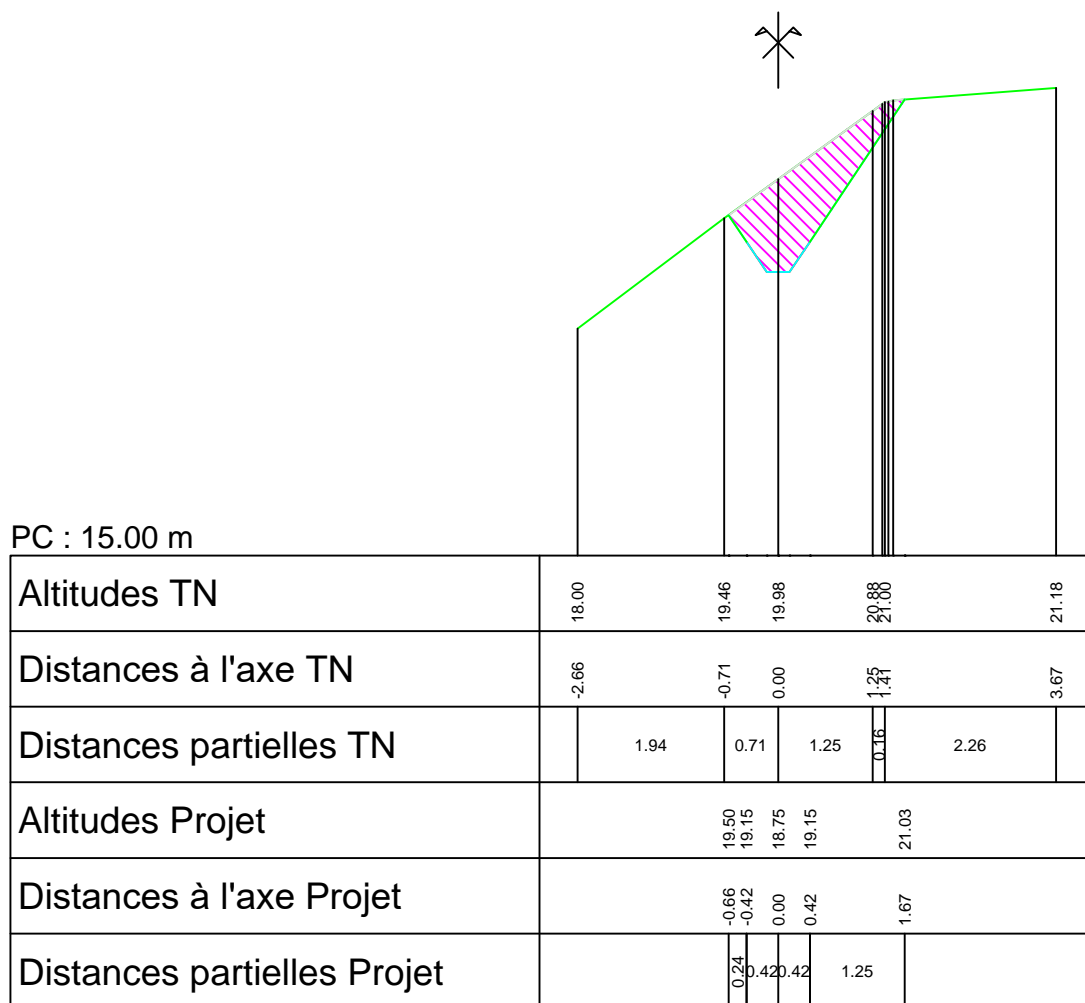 PC : 15.00 m
Altitudes TN
18.00 19.46 19.98 20.88 21.00 21.18
Distances à l'axe TN
-2.66 -0.71 0.00 1.25 1.41 3.67
Distances partielles TN
1.94 0.71 1.25 0.16 2.26
Altitudes Projet
19.50 19.15 18.75 19.15 21.03
Distances à l'axe Projet
-0.66 -0.42 0.00 0.42 1.67
Distances partielles Projet
0.24 0.42 0.42 1.25